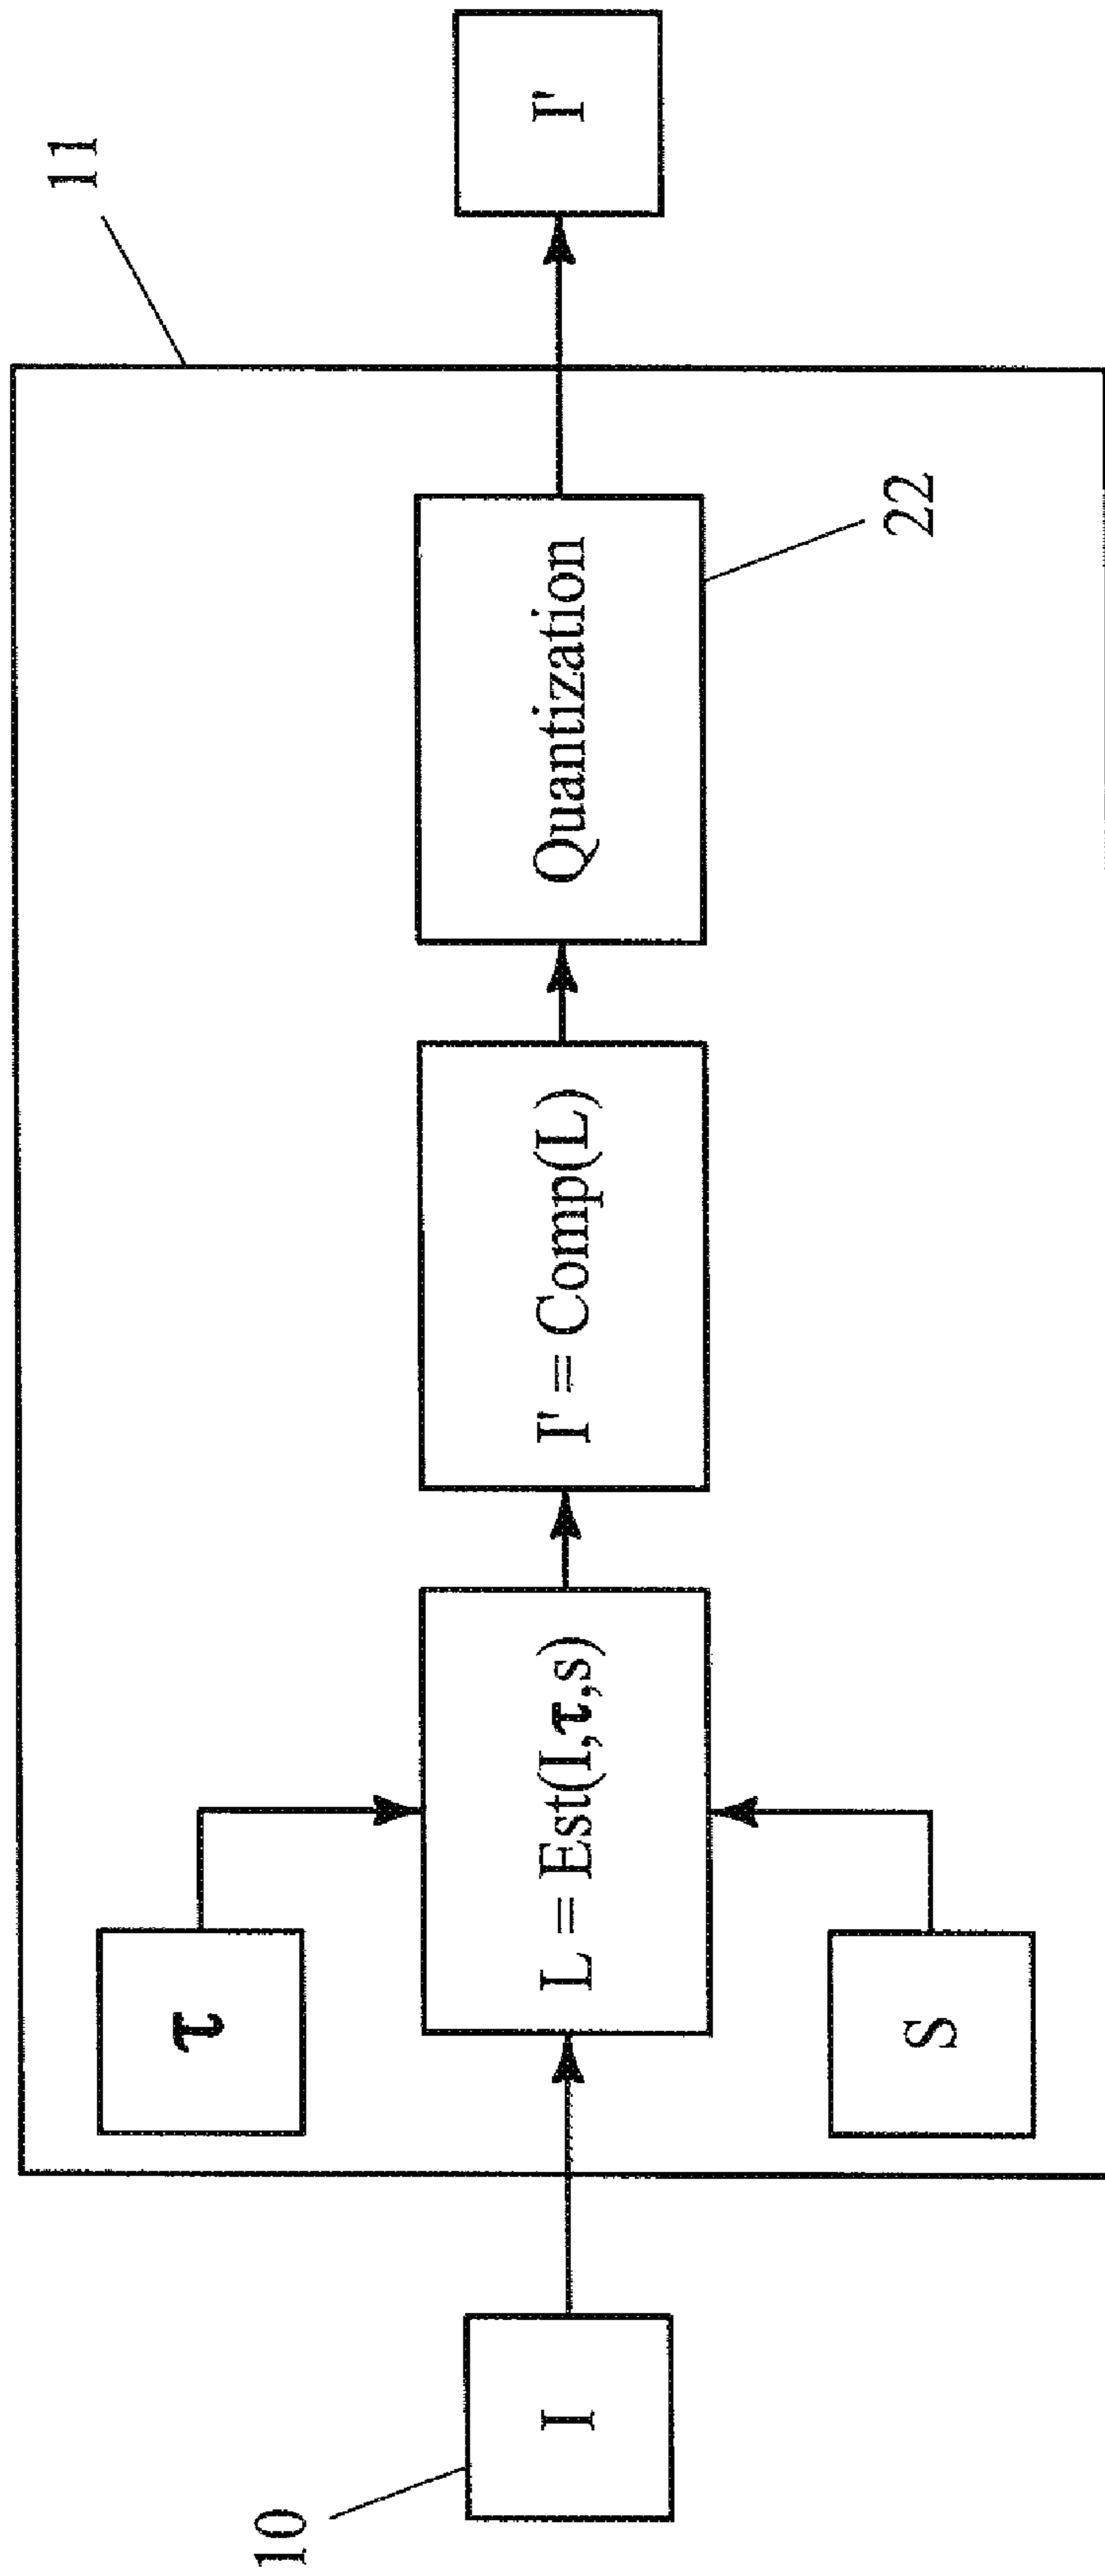 11
τ
10
I
L = Est(I,τ,s)
I' = Comp(L)
Quantization
I'
22
S